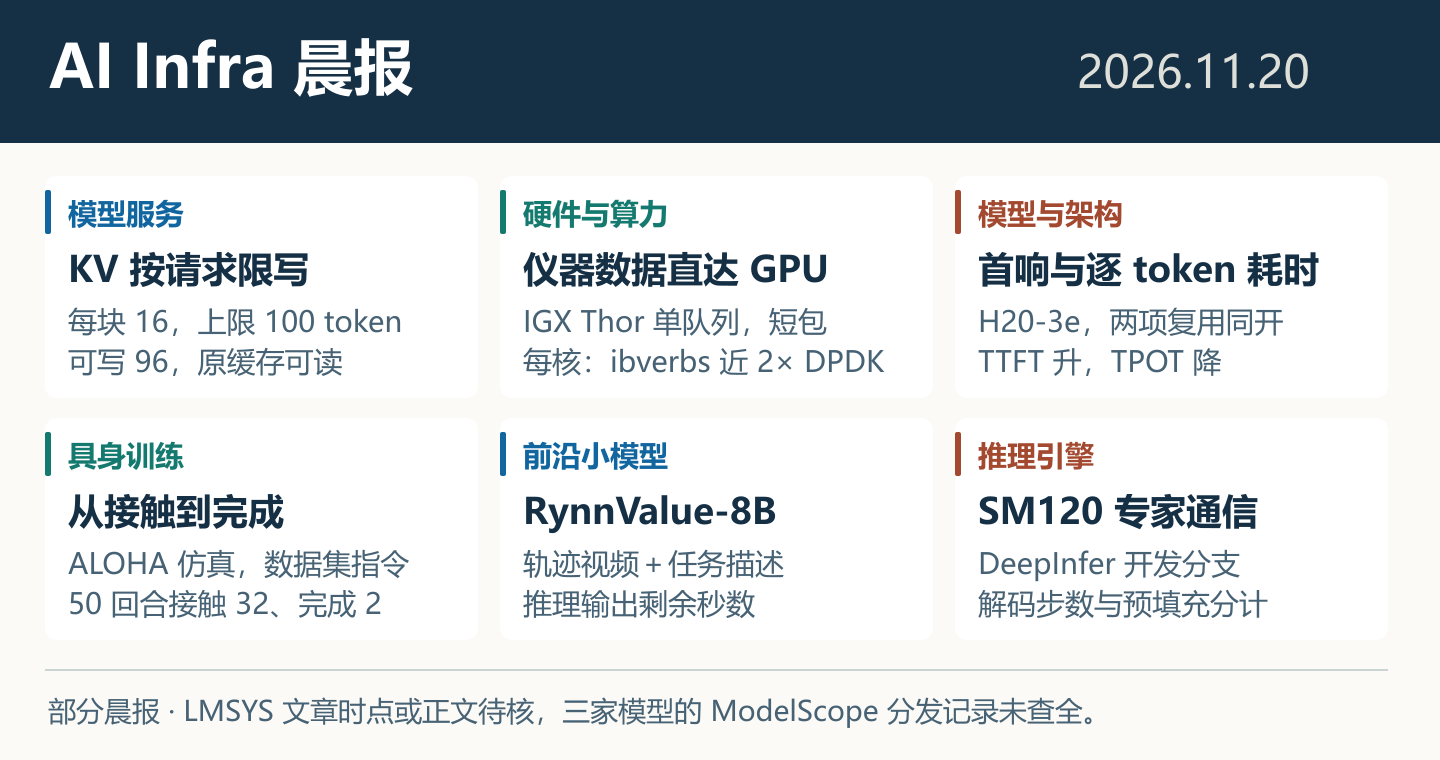 AI Infra 晨报
2026.11.20
模型服务
KV 按请求限写
每块 16，上限 100 token
可写 96，原缓存可读
硬件与算力
仪器数据直达 GPU
IGX Thor 单队列，短包
每核：ibverbs 近 2× DPDK
模型与架构
首响与逐 token 耗时
H20-3e，两项复用同开
TTFT 升，TPOT 降
具身训练
从接触到完成
ALOHA 仿真，数据集指令
50 回合接触 32、完成 2
前沿小模型
RynnValue-8B
轨迹视频＋任务描述
推理输出剩余秒数
推理引擎
SM120 专家通信
DeepInfer 开发分支
解码步数与预填充分计
部分晨报 · LMSYS 文章时点或正文待核，三家模型的 ModelScope 分发记录未查全。